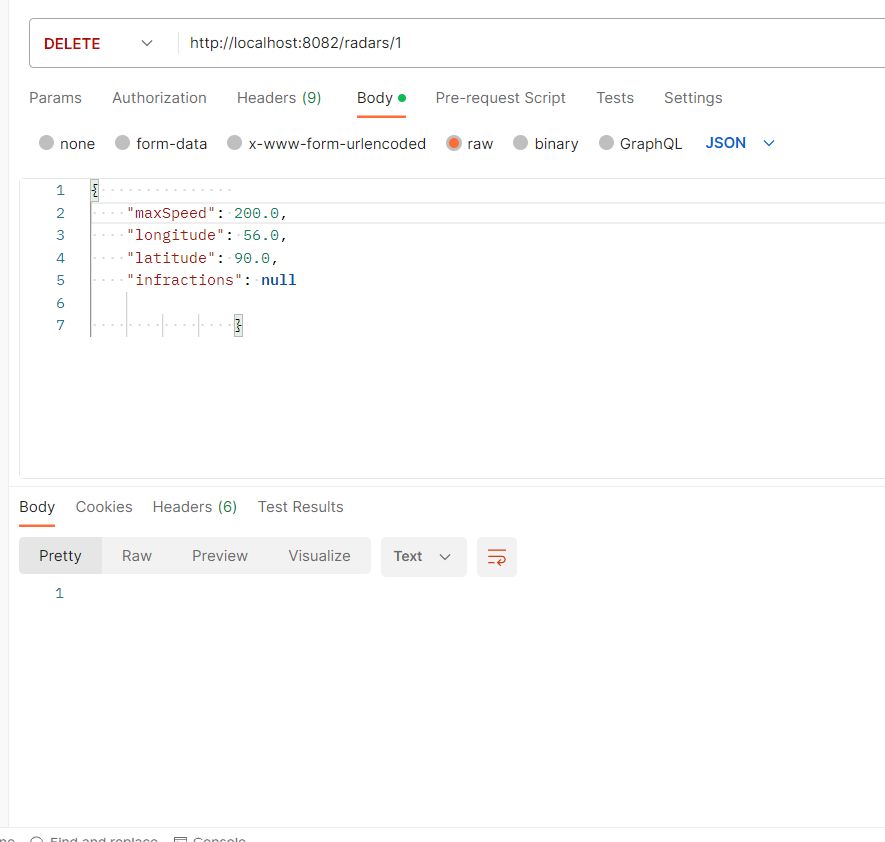 DELETE http://localhost:8082/radars/1
Params Authorization Headers (9) Body Pre-request Script Tests Settings
none form-data x-www-form-urlencoded raw binary GraphQL JSON
1 {
2 "maxSpeed": 200.0,
3 "longitude": 56.0,
4 "latitude": 90.0,
5 "infractions": null
6
7 }
Body Cookies Headers (6) Test Results
Pretty Raw Preview Visualize Text
1
Find and replace Console